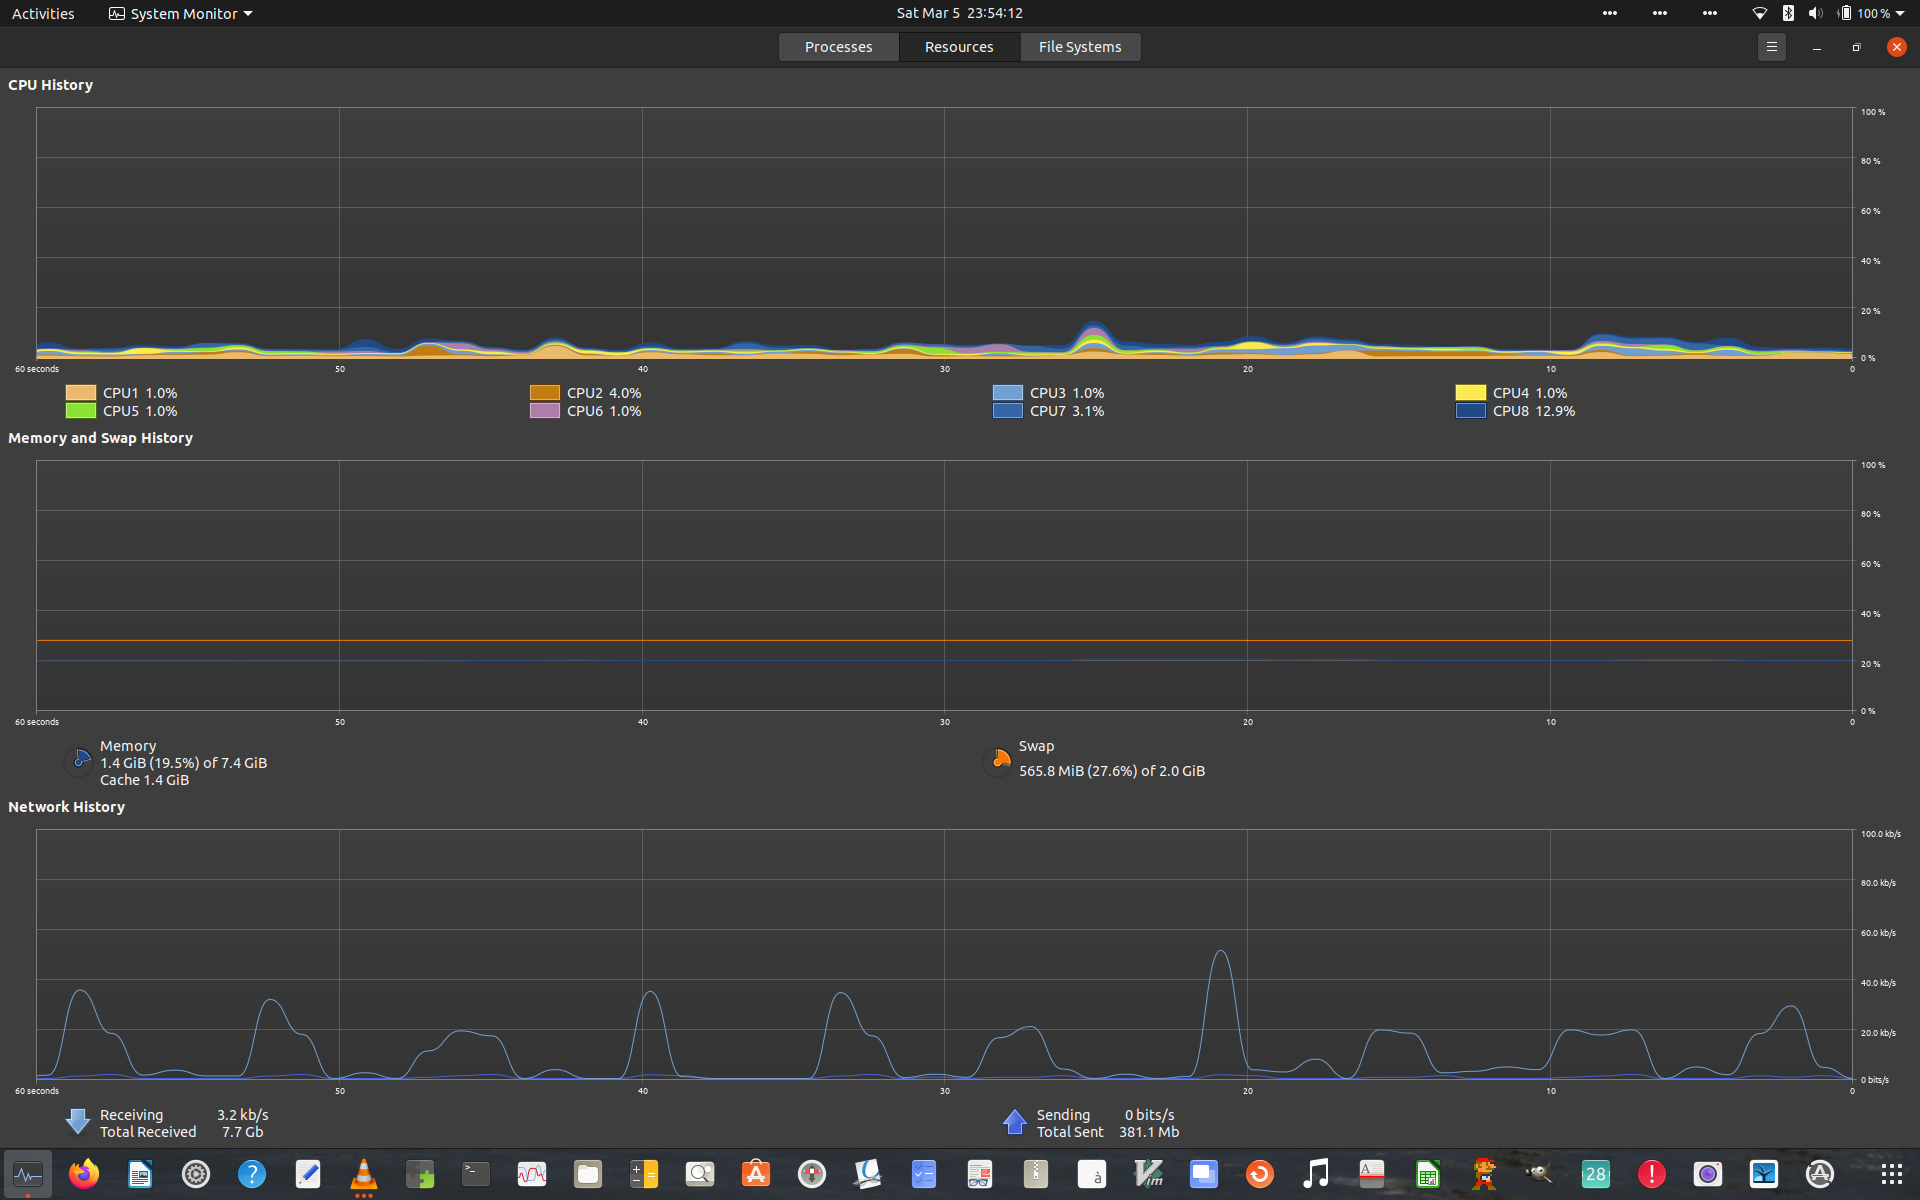 Activities System Monitor Sat Mar 5 23:54:12 100 %
Processes Resources File Systems
CPU History
100 %
80 %
60 %
40 %
20 %
0 %
60 seconds 50 40 30 20 10 0
CPU1 1.0% CPU2 4.0% CPU3 1.0% CPU4 1.0%
CPU5 1.0% CPU6 1.0% CPU7 3.1% CPU8 12.9%
Memory and Swap History
100 %
80 %
60 %
40 %
20 %
0 %
60 seconds 50 40 30 20 10 0
Memory
1.4 GiB (19.5%) of 7.4 GiB
Cache 1.4 GiB
Swap
565.8 MiB (27.6%) of 2.0 GiB
Network History
100.0 kb/s
80.0 kb/s
60.0 kb/s
40.0 kb/s
20.0 kb/s
0 bits/s
60 seconds 50 40 30 20 10 0
Receiving 3.2 kb/s Sending 0 bits/s
Total Received 7.7 Gb Total Sent 381.1 Mb
? >_ à Vim A 28 !